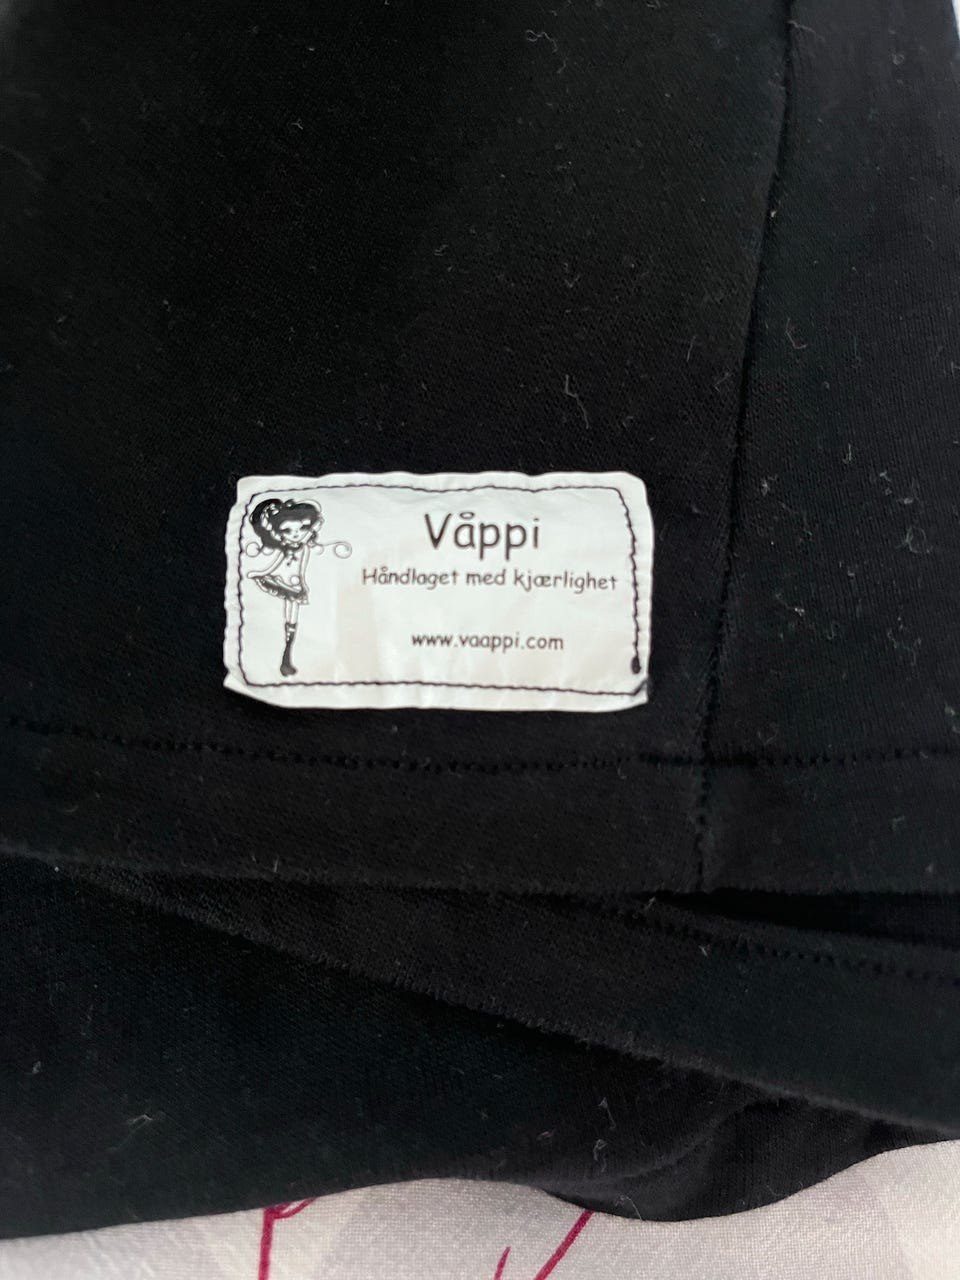 Våppi
Håndlaget med kjærlighet
www.vaappi.com